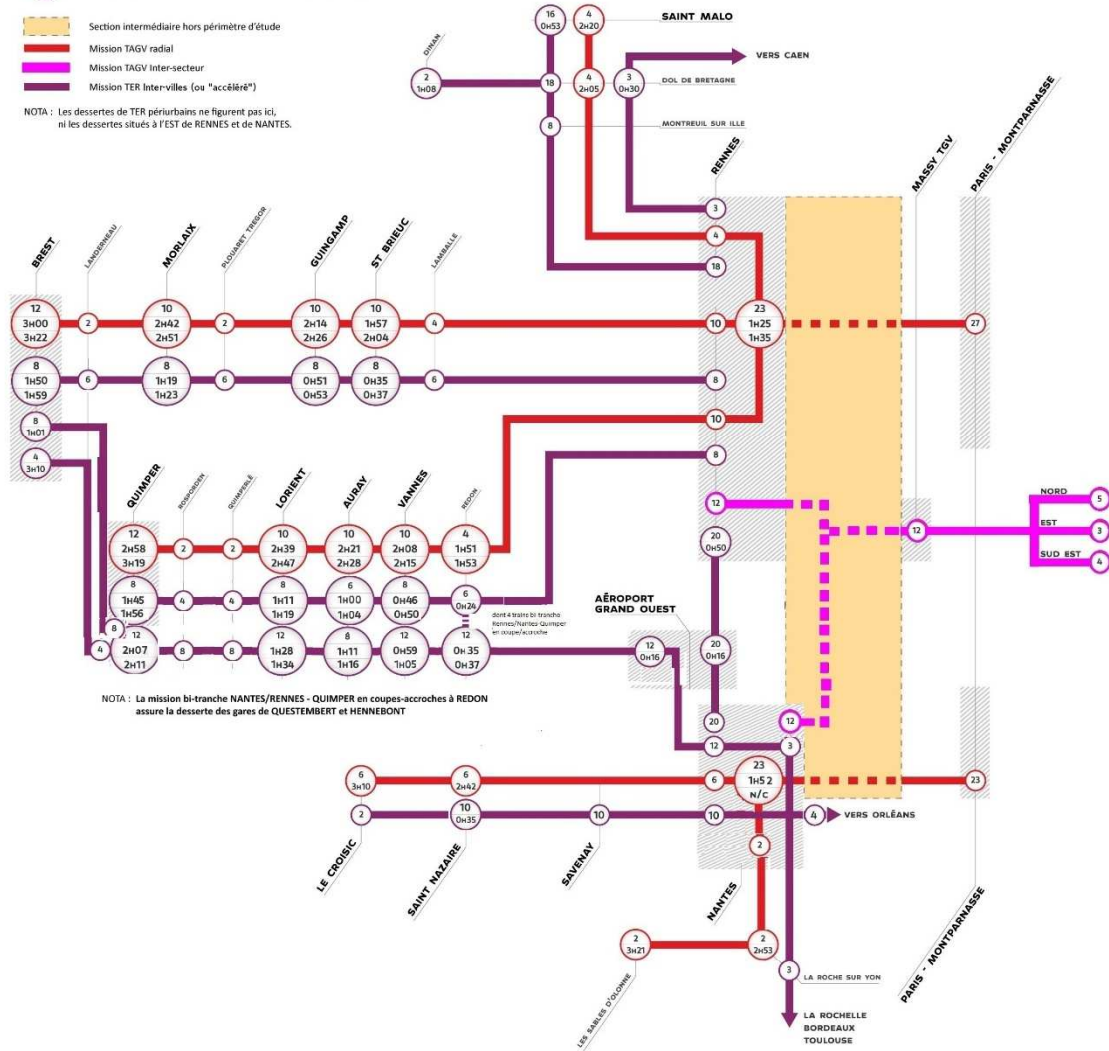 Section intermédiaire hors périmètre d'étude
Mission TAGV radial
Mission TAGV Inter-secteur
Mission TER Inter-villes (ou "accéléré")
NOTA : Les dessertes de TER périurbains ne figurent pas ici,
ni les dessertes situés à l'EST de RENNES et de NANTES.
16
0H53
4
2H20
SAINT MALO
DINAN
2
1H08
18
4
2H05
3
0H30
VERS CAEN
DOL DE BRETAGNE
8
MONTREUIL SUR ILLE
RENNES
MASSY TGV
PARIS - MONTPARNASSE
3
4
18
BREST
LANDERNEAU
MORLAIX
PLOUARET TREGOR
GUINGAMP
ST BRIEUC
LAMBALLE
12
3H00
3H22
2
10
2H42
2H51
2
10
2H14
2H26
10
1H57
2H04
4
10
23
1H25
1H35
27
8
1H50
1H59
6
8
1H19
1H23
6
8
0H51
0H53
8
0H35
0H37
6
8
8
1H01
10
4
3H10
8
QUIMPER
ROSPORDEN
QUIMPERLÉ
LORIENT
AURAY
VANNES
REDON
12
12
NORD
5
EST
3
SUD EST
4
12
2H58
3H19
2
2
10
2H39
2H47
10
2H21
2H28
10
2H08
2H15
4
1H51
1H53
20
0H50
8
1H45
1H56
4
4
8
1H11
1H19
6
1H00
1H04
8
0H46
0H50
6
0H24
dont 4 trains bi-tranche
Rennes/Nantes-Quimper
en coupe/accroche
AÉROPORT
GRAND OUEST
8
4
12
2H07
2H11
8
8
12
1H28
1H34
8
1H11
1H16
12
0H59
1H05
12
0H35
0H37
12
0H16
20
0H16
NOTA : La mission bi-tranche NANTES/RENNES - QUIMPER en coupes-accroches à REDON
assure la desserte des gares de QUESTEMBERT et HENNEBONT
20
12
12
3
6
3H10
6
2H42
6
23
1H52
N/C
23
2
10
0H35
10
10
4
VERS ORLÉANS
2
LE CROISIC
SAINT NAZAIRE
SAVENAY
NANTES
PARIS - MONTPARNASSE
2
3H21
2
2H53
3
LA ROCHE SUR YON
LES SABLES D'OLONNE
LA ROCHELLE
BORDEAUX
TOULOUSE